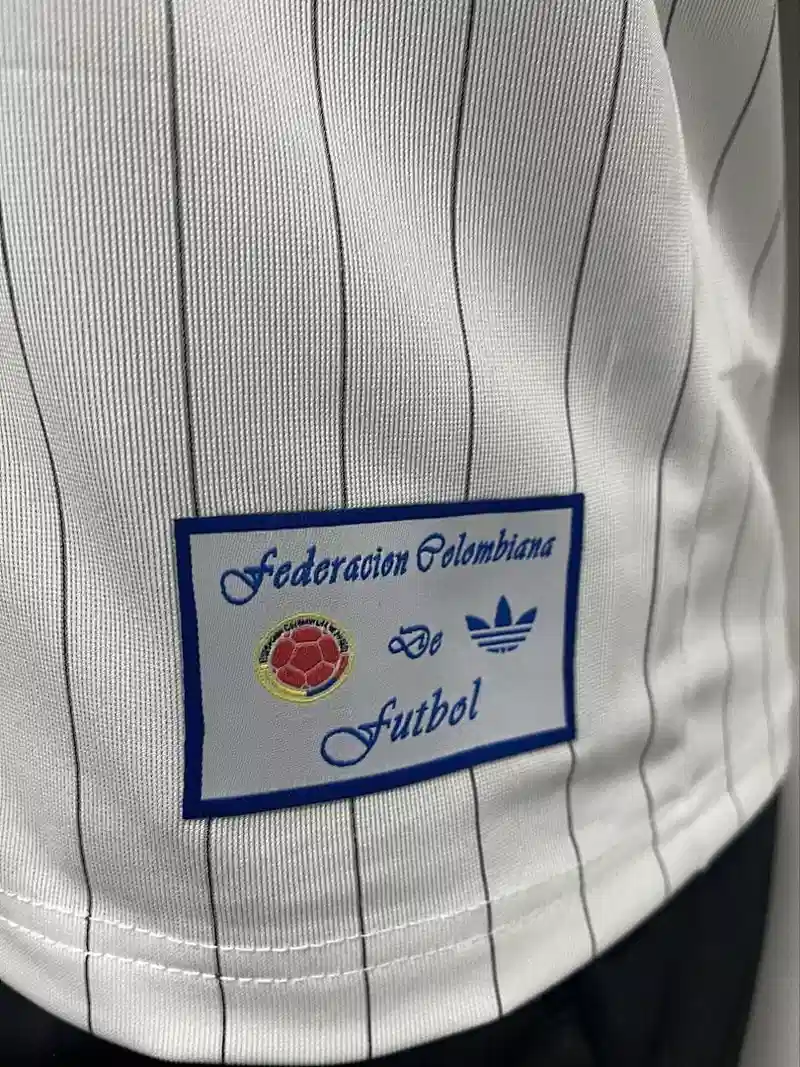 Federacion Colombiana
De
Futbol